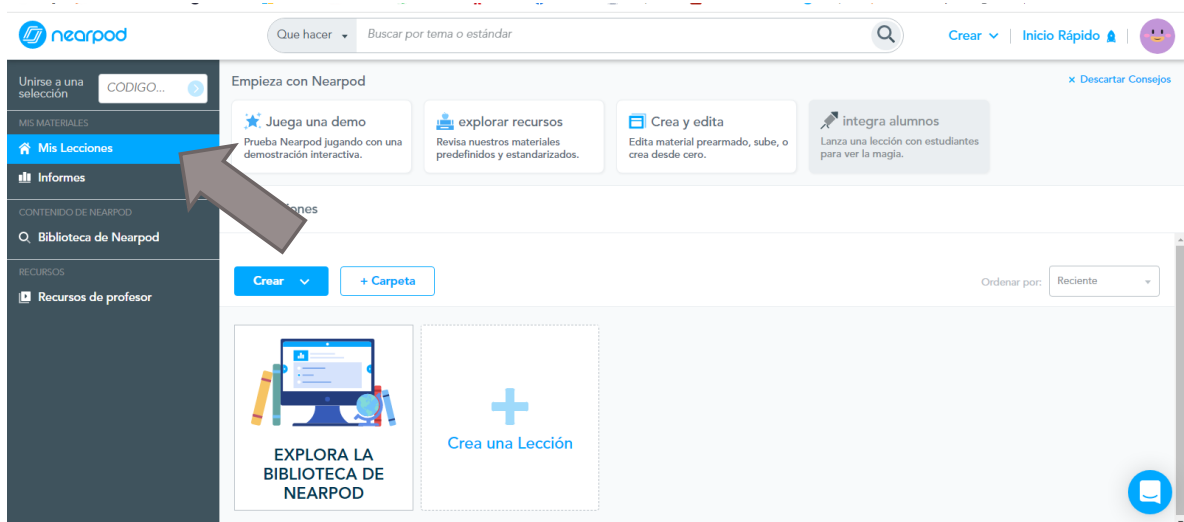 nearpod
Que hacer
Buscar por tema o estándar
Crear
Inicio Rápido
Unirse a una
selección
CODIGO...
MIS MATERIALES
Mis Lecciones
Informes
CONTENIDO DE NEARPOD
Biblioteca de Nearpod
RECURSOS
Recursos de profesor
Empieza con Nearpod
× Descartar Consejos
Juega una demo
Prueba Nearpod jugando con una
demostración interactiva.
explorar recursos
Revisa nuestros materiales
predefinidos y estandarizados.
Crea y edita
Edita material prearmado, sube, o
crea desde cero.
integra alumnos
Lanza una lección con estudiantes
para ver la magia.
Crear
+ Carpeta
Ordenar por:
Reciente
EXPLORA LA
BIBLIOTECA DE
NEARPOD
Crea una Lección